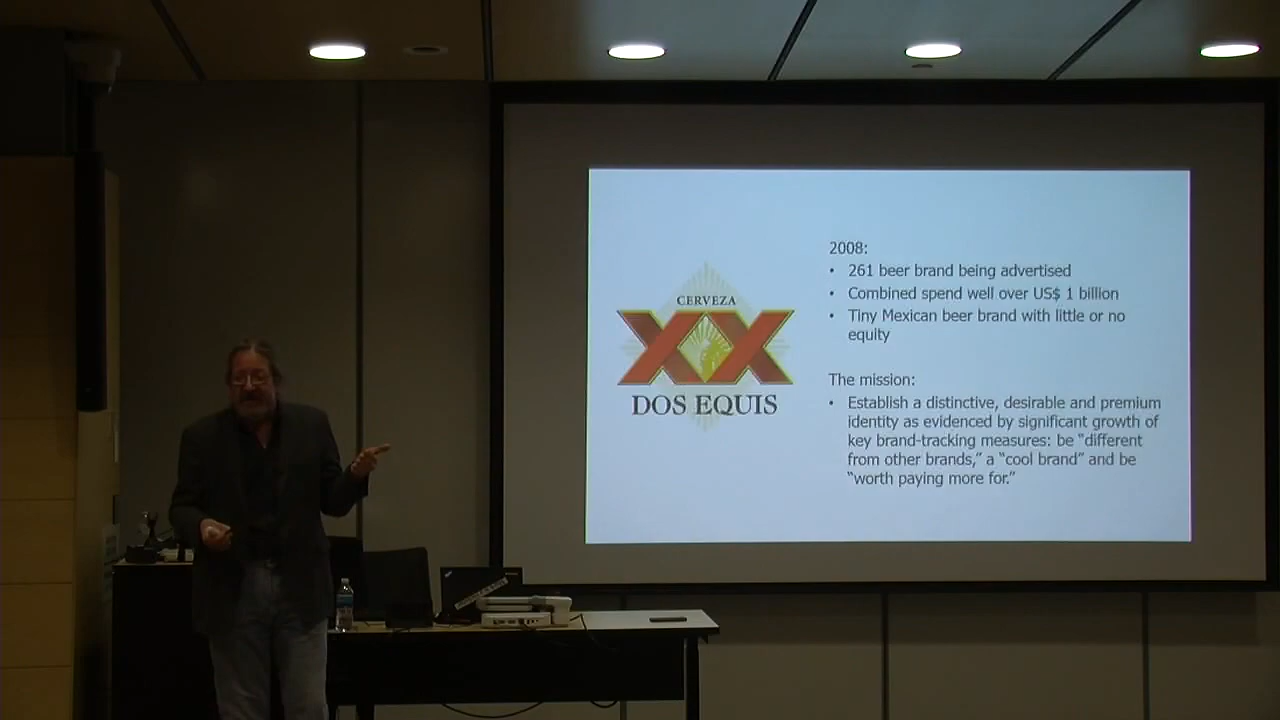 CERVEZA
XX
DOS EQUIS
2008:
• 261 beer brand being advertised
• Combined spend well over US$ 1 billion
• Tiny Mexican beer brand with little or no
equity
The mission:
• Establish a distinctive, desirable and premium
identity as evidenced by significant growth of
key brand-tracking measures: be “different
from other brands,” a “cool brand” and be
“worth paying more for.”